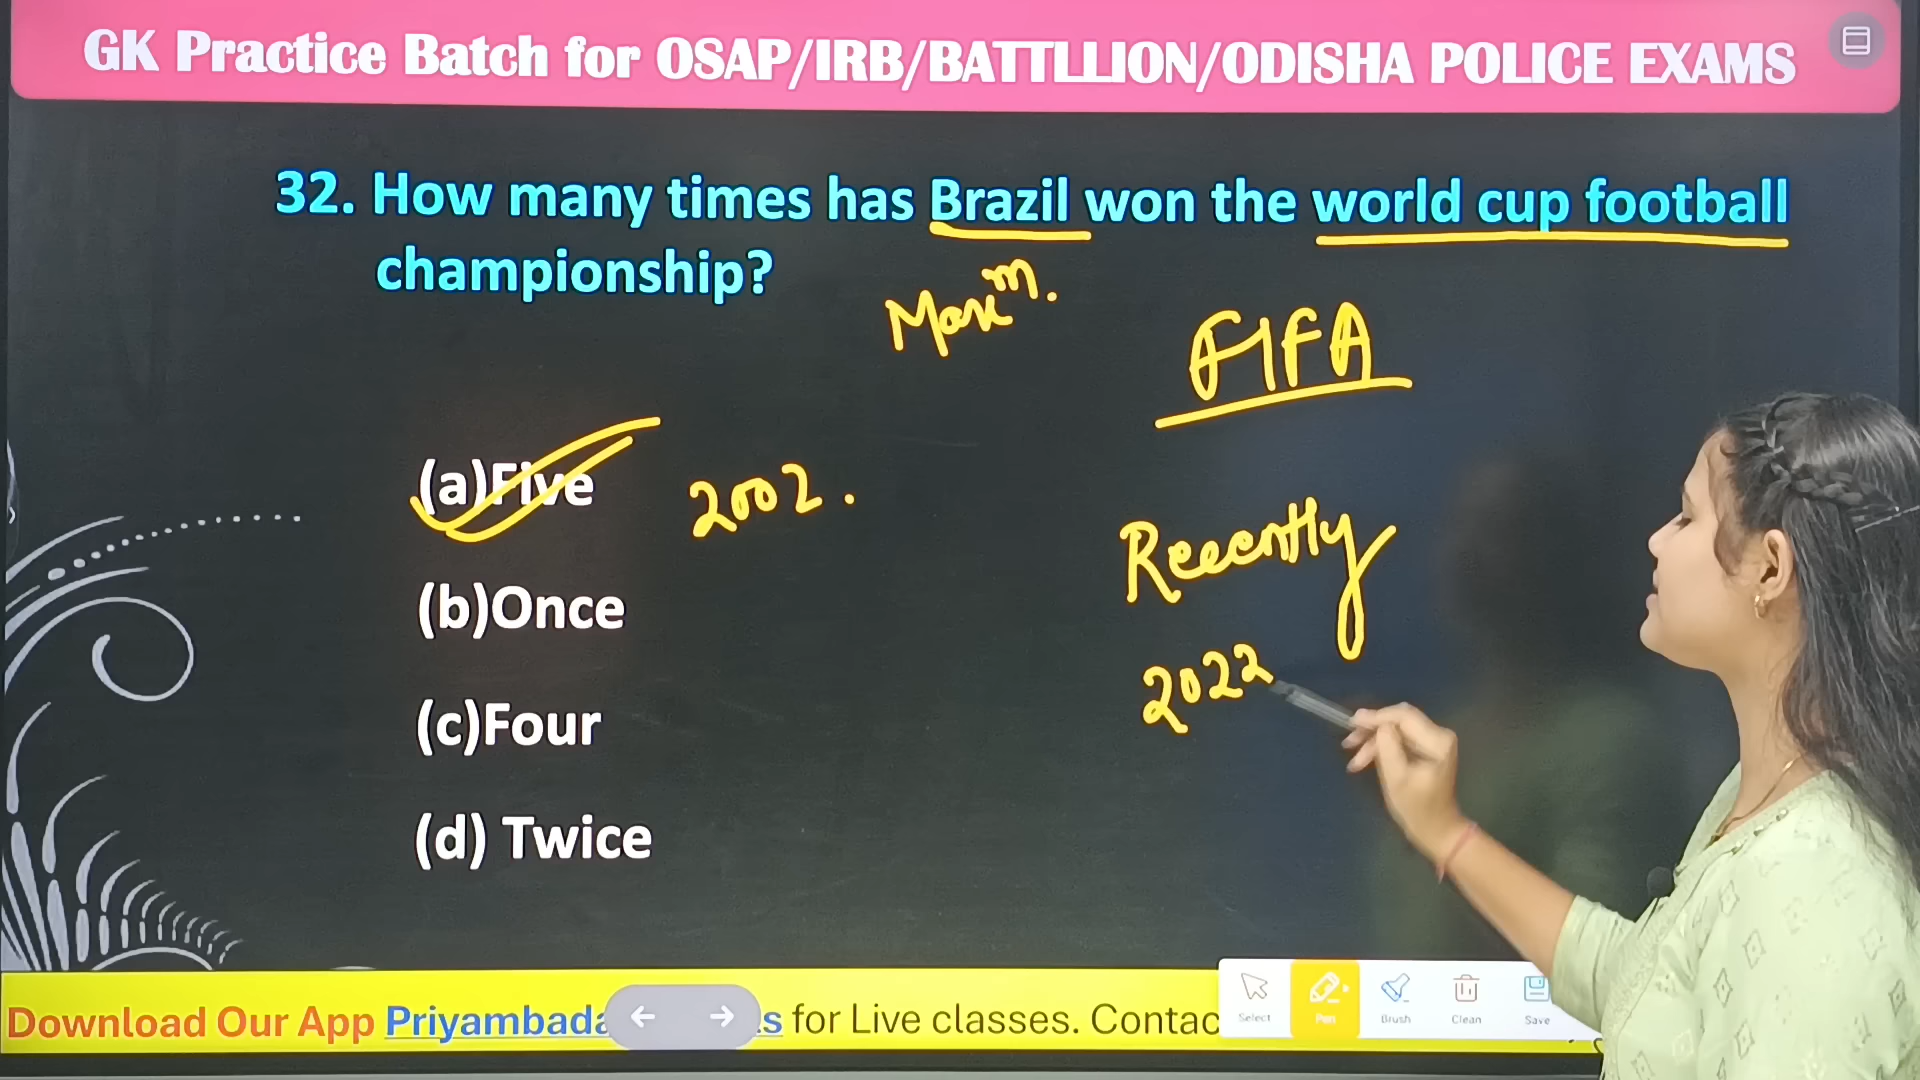 GK Practice Batch for OSAP/IRB/BATTLLION/ODISHA POLICE EXAMS
32. How many times has Brazil won the world cup football
championship?
Maxm.
FIFA
(a)Five
2002.
Recently
(b)Once
2022
(c)Four
(d) Twice
Download Our App Priyambada
s for Live classes. Contac
Select
Pen
Brush
Clean
Save